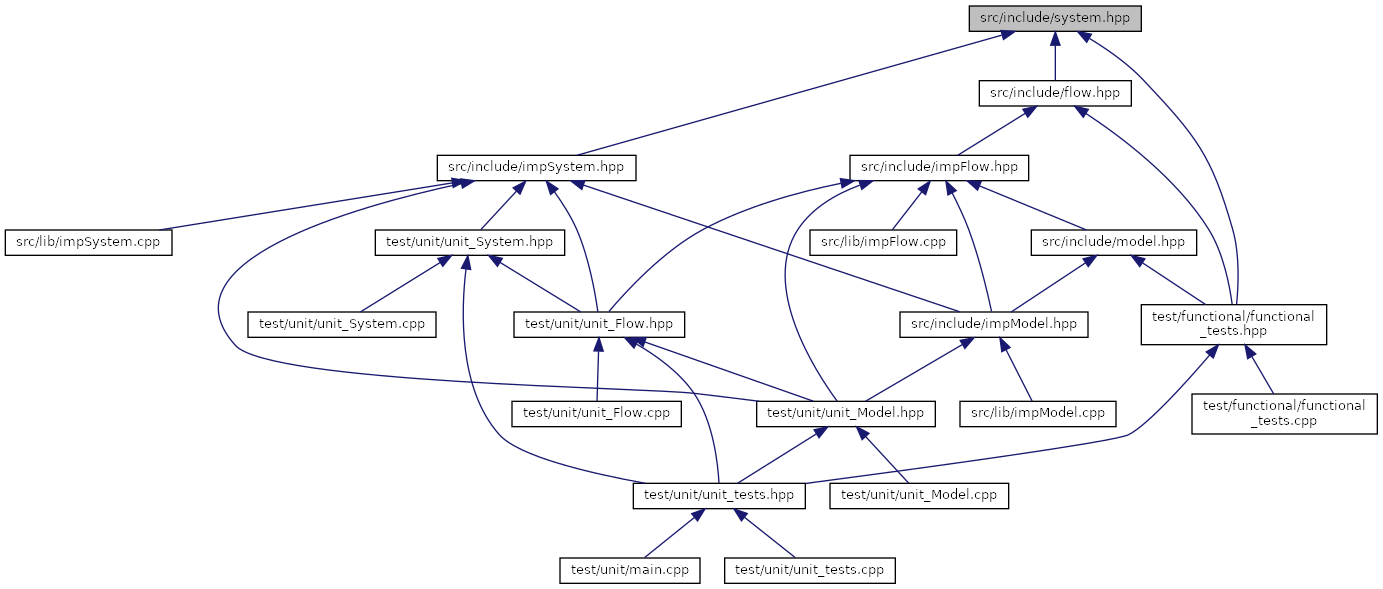 src/include/system.hpp
src/include/flow.hpp
src/include/impSystem.hpp
src/include/impFlow.hpp
src/lib/impSystem.cpp
test/unit/unit_System.hpp
src/lib/impFlow.cpp
src/include/model.hpp
test/unit/unit_System.cpp
test/unit/unit_Flow.hpp
src/include/impModel.hpp
test/functional/functional
_tests.hpp
test/unit/unit_Flow.cpp
test/unit/unit_Model.hpp
src/lib/impModel.cpp
test/functional/functional
_tests.cpp
test/unit/unit_tests.hpp
test/unit/unit_Model.cpp
test/unit/main.cpp
test/unit/unit_tests.cpp